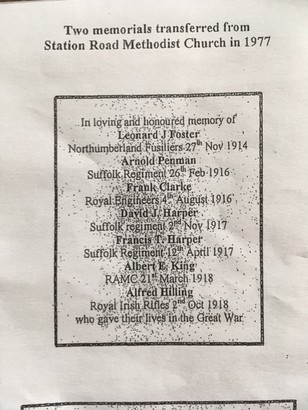 Two memorials transferred from
Station Road Methodist Church in 1977
In loving and honoured memory of
Leonard J Foster
Northumberland Fusiliers 27th Nov 1914
Arnold Penman
Suffolk Regiment 26th Feb 1916
Frank Clarke
Royal Engineers 4th August 1916
David J. Harper
Suffolk regiment 2nd Nov 1917
Francis T. Harper
Suffolk Regiment 12th April 1917
Albert E. King
RAMC 21st March 1918
Alfred Hilling
Royal Irish Rifles 2nd Oct 1918
who gave their lives in the Great War